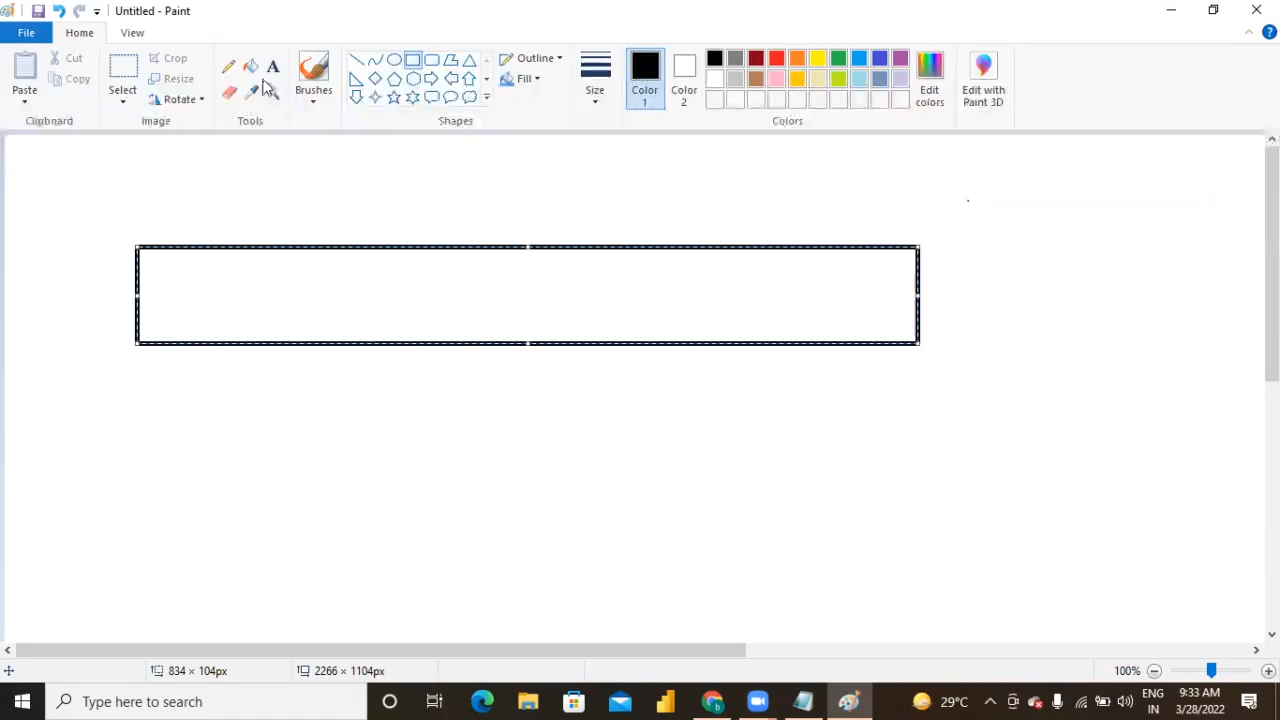 Untitled - Paint
File
Home
View
Paste
Cut
Copy
Clipboard
Select
Crop
Resize
Rotate
Image
A
Tools
Brushes
Shapes
Outline
Fill
Size
Color
1
Color
2
Colors
Edit
colors
Edit with
Paint 3D
834 × 104px
2266 × 1104px
100%
Type here to search
29°C
ENG
IN
9:33 AM
3/28/2022